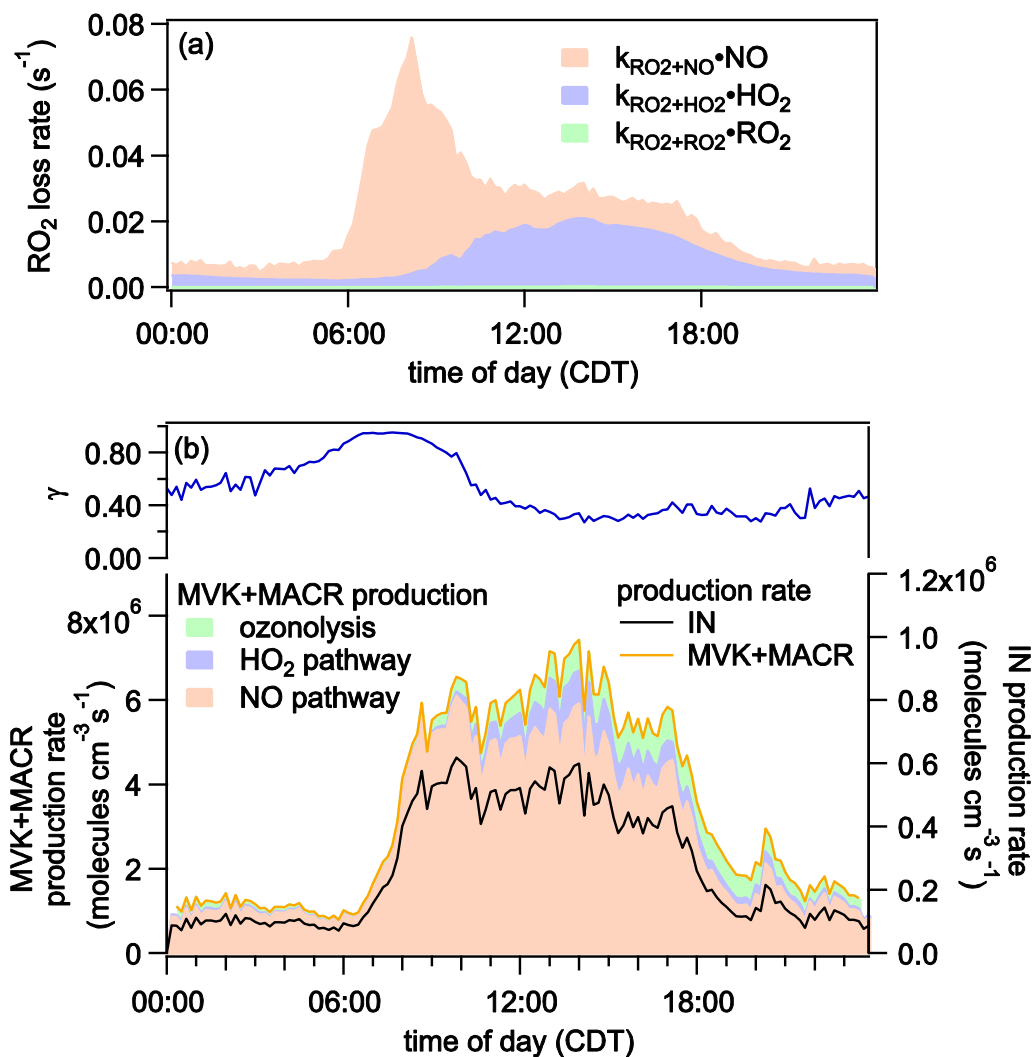 (a)
RO₂ loss rate (s⁻¹)
0.08
0.06
0.04
0.02
0.00
k_RO2+NO•NO
k_RO2+HO2•HO₂
k_RO2+RO2•RO₂
00:00 06:00 12:00 18:00
time of day (CDT)
(b)
γ
0.80
0.40
0.00
MVK+MACR production
ozonolysis
HO₂ pathway
NO pathway
production rate
IN
MVK+MACR
MVK+MACR
production rate
(molecules cm⁻³ s⁻¹)
8x10⁶
6
4
2
0
1.2x10⁶
1.0
0.8
0.6
0.4
0.2
0.0
IN production rate
(molecules cm⁻³ s⁻¹)
00:00 06:00 12:00 18:00
time of day (CDT)